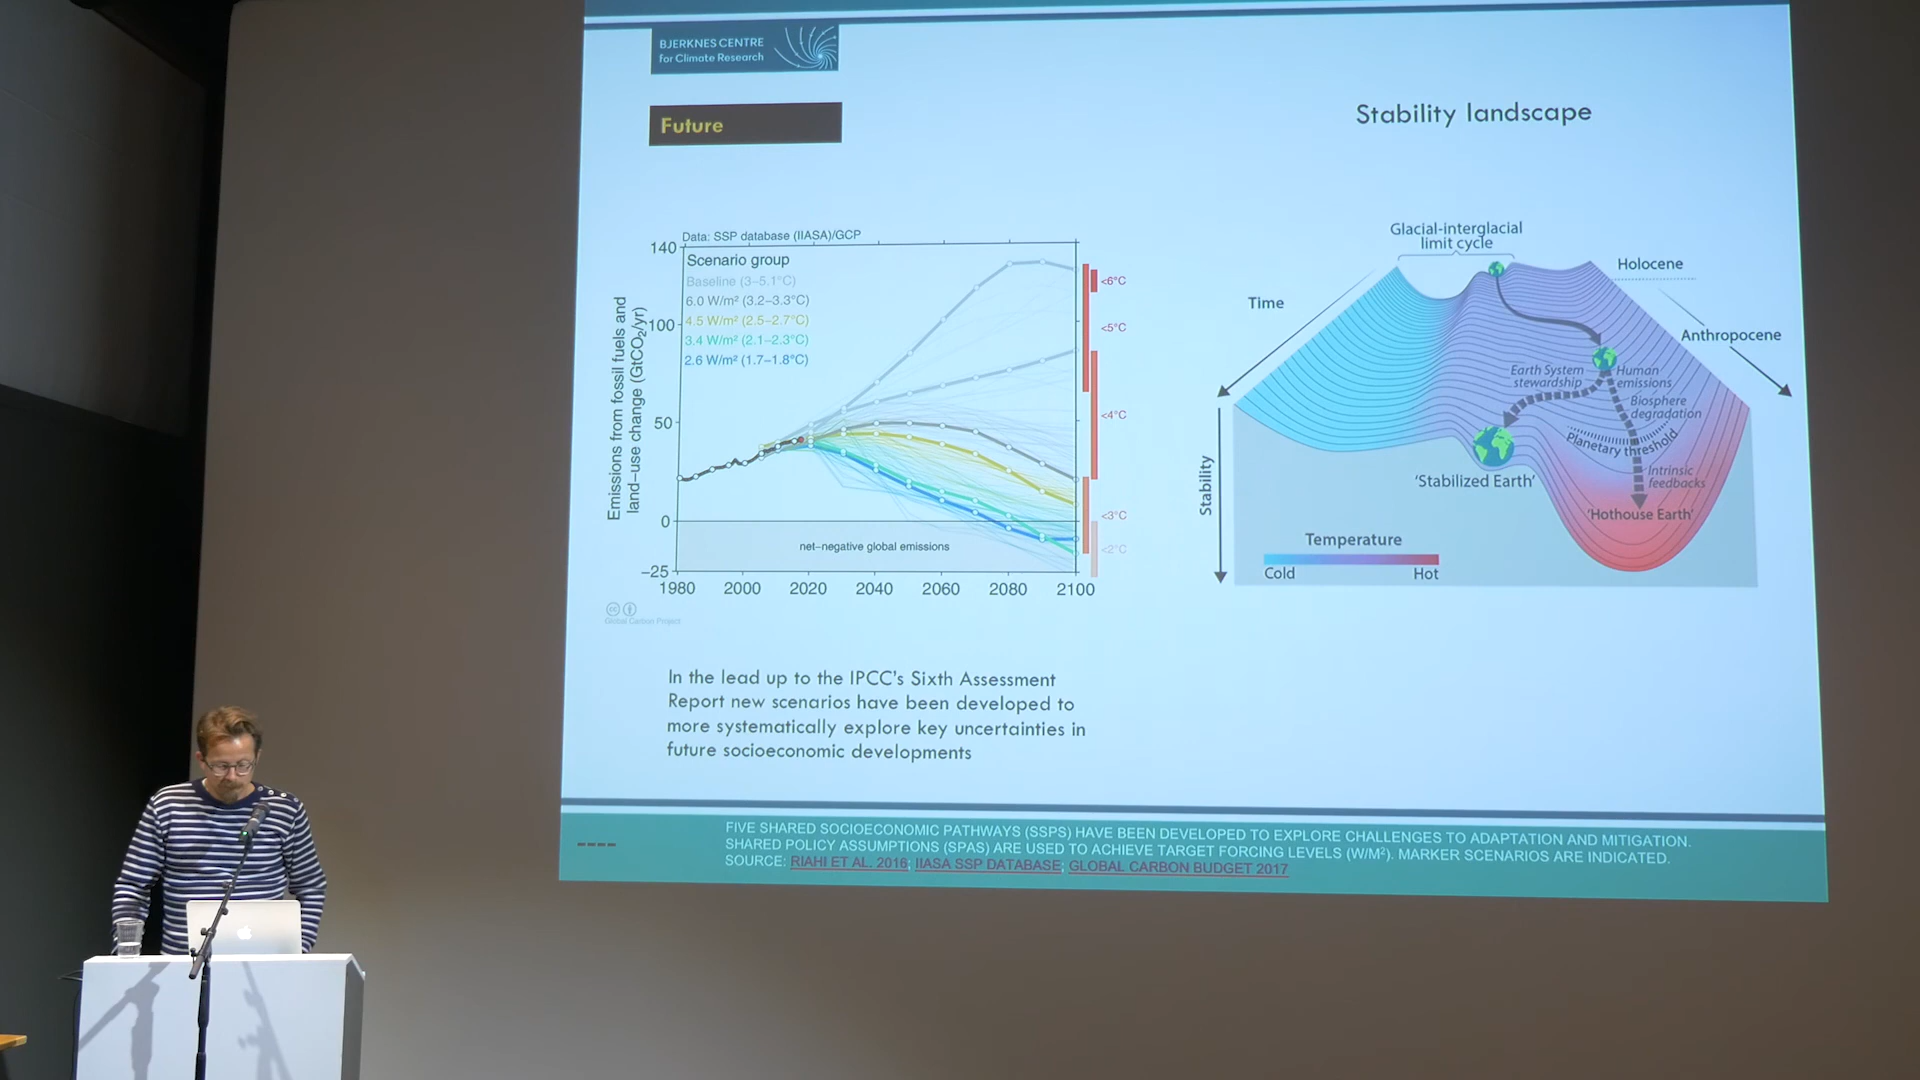 BJERKNES CENTRE
for Climate Research
Future
Stability landscape
Data: SSP database (IIASA)/GCP
140
100
50
0
−25
Emissions from fossil fuels and
land−use change (GtCO₂/yr)
Scenario group
Baseline (3−5.1°C)
6.0 W/m² (3.2−3.3°C)
4.5 W/m² (2.5−2.7°C)
3.4 W/m² (2.1−2.3°C)
2.6 W/m² (1.7−1.8°C)
net−negative global emissions
1980 2000 2020 2040 2060 2080 2100
<6°C
<5°C
<4°C
<3°C
<2°C
Global Carbon Project
Glacial-interglacial
limit cycle
Holocene
Time
Anthropocene
Earth System
stewardship
Human
emissions
Biosphere
degradation
Planetary threshold
Intrinsic
feedbacks
'Stabilized Earth'
'Hothouse Earth'
Stability
Temperature
Cold Hot
In the lead up to the IPCC's Sixth Assessment
Report new scenarios have been developed to
more systematically explore key uncertainties in
future socioeconomic developments
FIVE SHARED SOCIOECONOMIC PATHWAYS (SSPS) HAVE BEEN DEVELOPED TO EXPLORE CHALLENGES TO ADAPTATION AND MITIGATION.
SHARED POLICY ASSUMPTIONS (SPAS) ARE USED TO ACHIEVE TARGET FORCING LEVELS (W/M²). MARKER SCENARIOS ARE INDICATED.
SOURCE: RIAHI ET AL. 2016; IIASA SSP DATABASE; GLOBAL CARBON BUDGET 2017